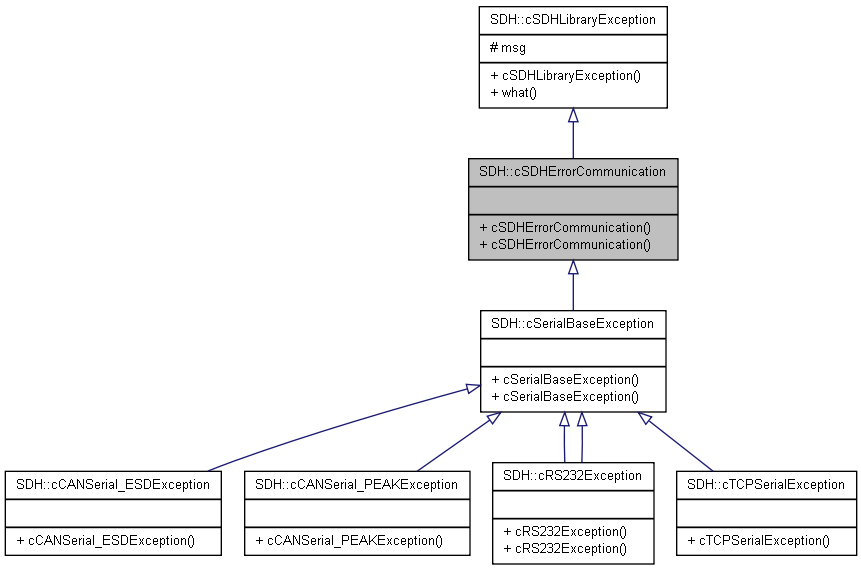 SDH::cSDHLibraryException
# msg
+ cSDHLibraryException()
+ what()
SDH::cSDHErrorCommunication
+ cSDHErrorCommunication()
+ cSDHErrorCommunication()
SDH::cSerialBaseException
+ cSerialBaseException()
+ cSerialBaseException()
SDH::cCANSerial_ESDException
+ cCANSerial_ESDException()
SDH::cCANSerial_PEAKException
+ cCANSerial_PEAKException()
SDH::cRS232Exception
+ cRS232Exception()
+ cRS232Exception()
SDH::cTCPSerialException
+ cTCPSerialException()